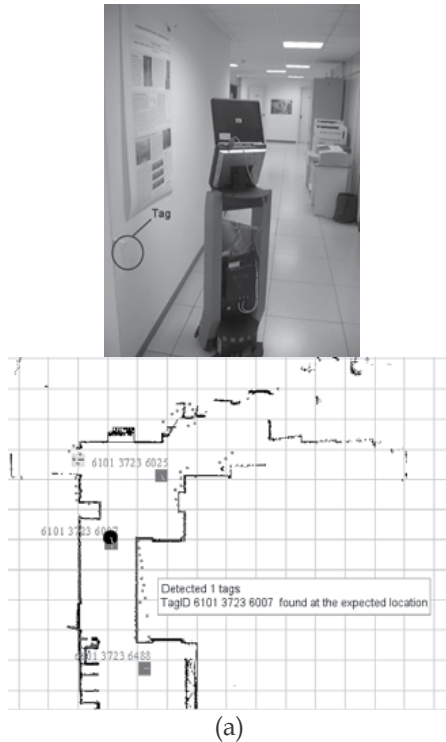 Tag
6101 3723 6025
6101 3723 6007
Detected 1 tags
TagID 6101 3723 6007 found at the expected location
6101 3723 6488
(a)